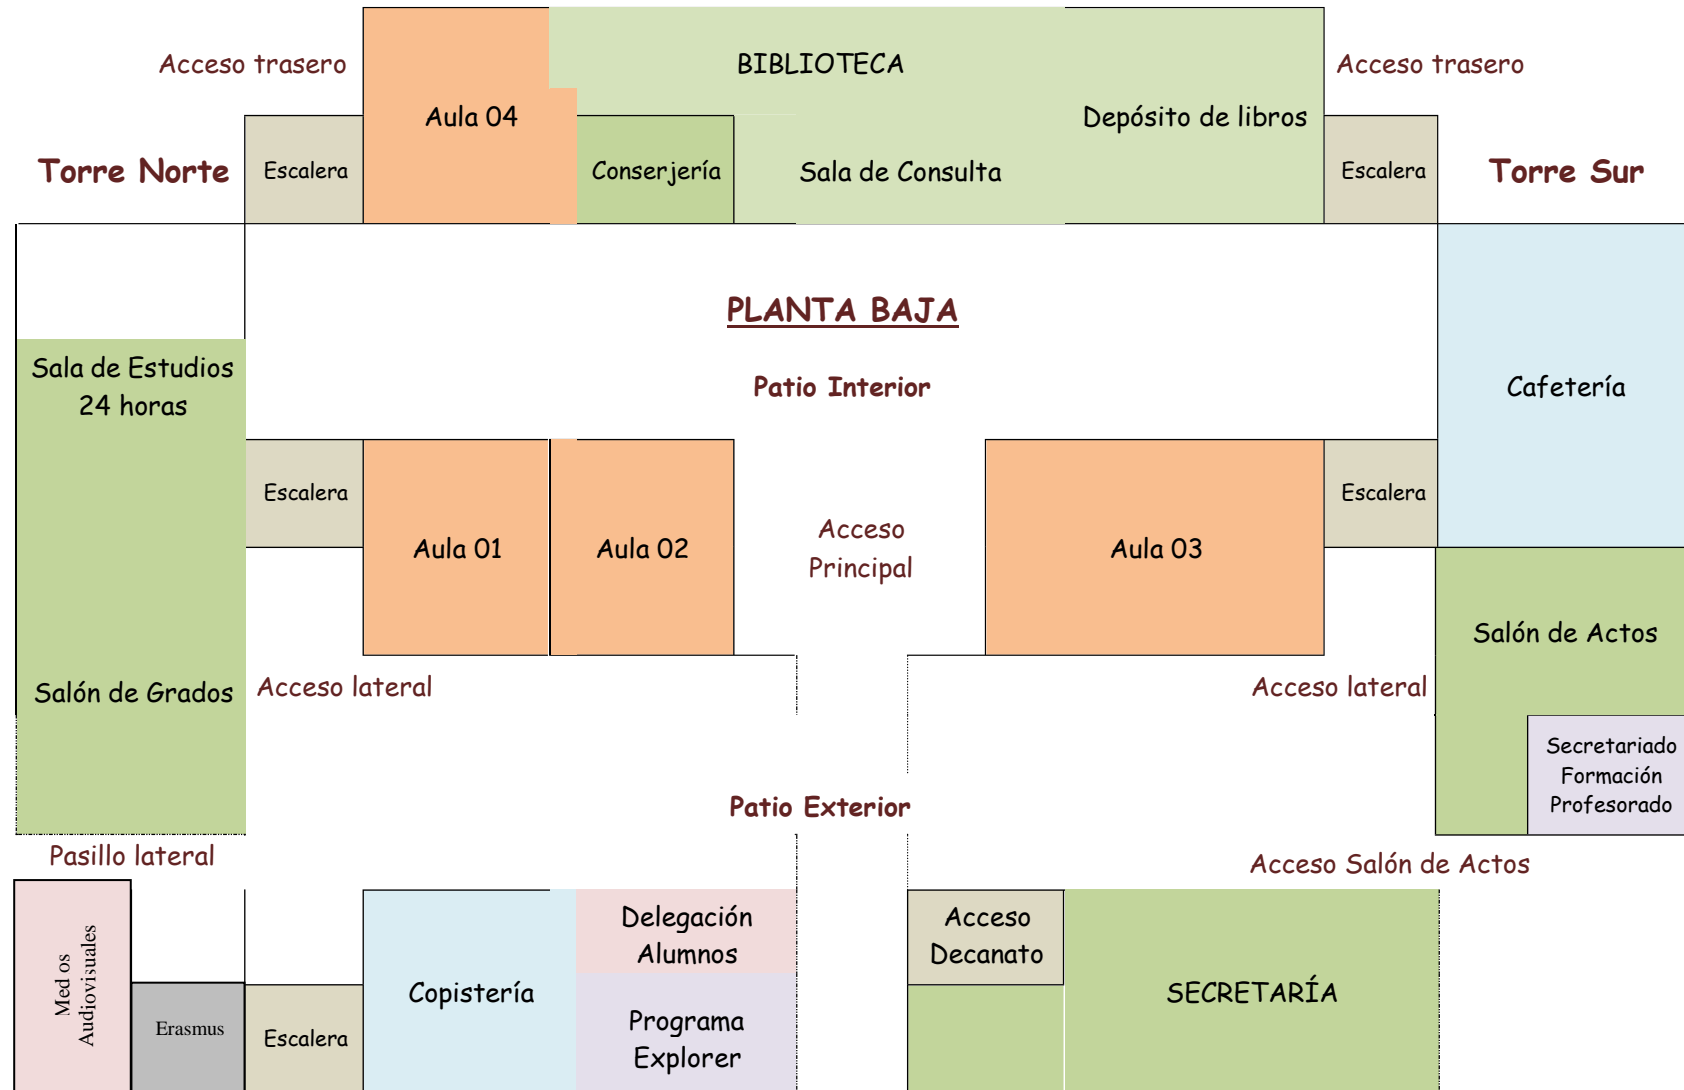 Acceso trasero
BIBLIOTECA
Acceso trasero
Aula 04
Depósito de libros
Torre Norte
Escalera
Conserjería
Sala de Consulta
Escalera
Torre Sur
PLANTA BAJA
Sala de Estudios
24 horas
Patio Interior
Cafetería
Escalera
Aula 01
Aula 02
Acceso
Principal
Aula 03
Escalera
Salón de Actos
Salón de Grados
Acceso lateral
Acceso lateral
Secretariado
Formación
Profesorado
Patio Exterior
Pasillo lateral
Acceso Salón de Actos
Med os
Audiovisuales
Erasmus
Escalera
Copistería
Delegación
Alumnos
Programa
Explorer
Acceso
Decanato
SECRETARÍA